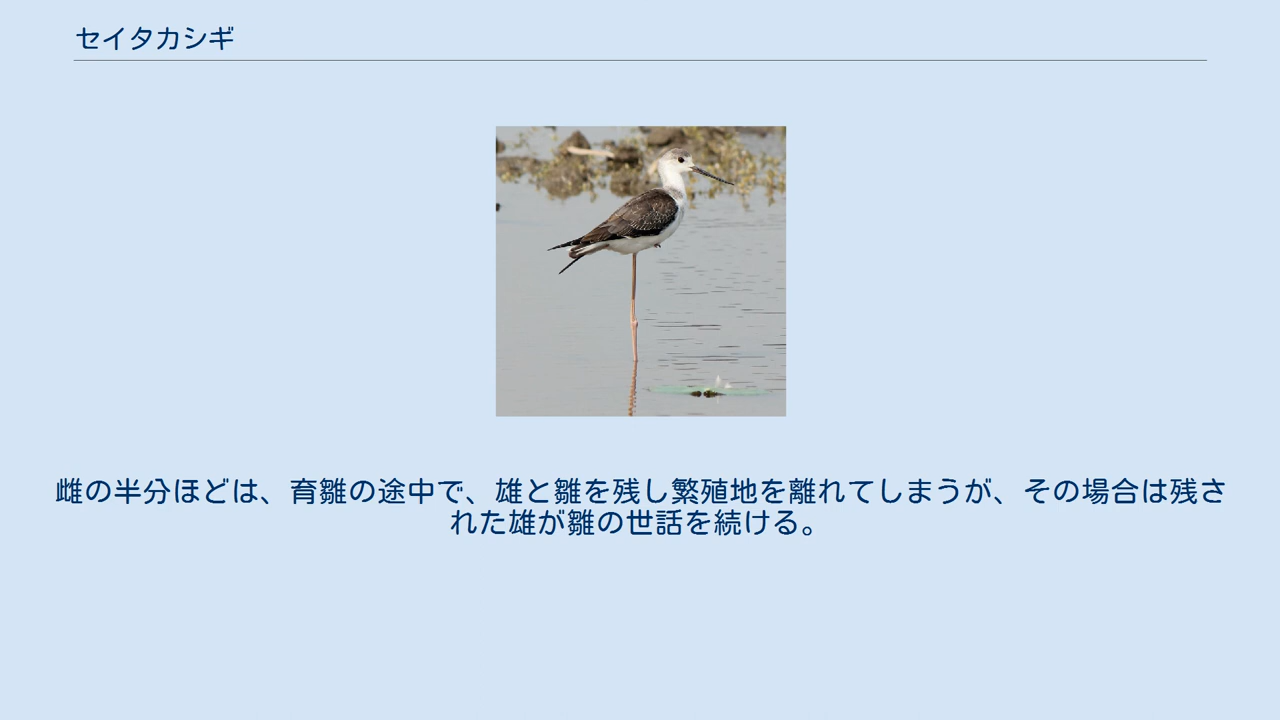 セイタカシギ
雌の半分ほどは、育雛の途中で、雄と雛を残し繁殖地を離れてしまうが、その場合は残さ
れた雄が雛の世話を続ける。